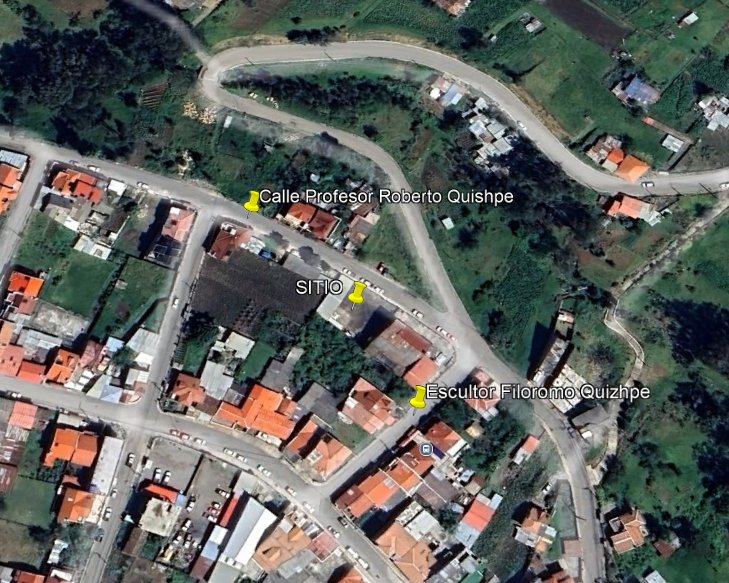 Calle Profesor Roberto Quishpe
SITIO
Escultor Filoromo Quizhpe